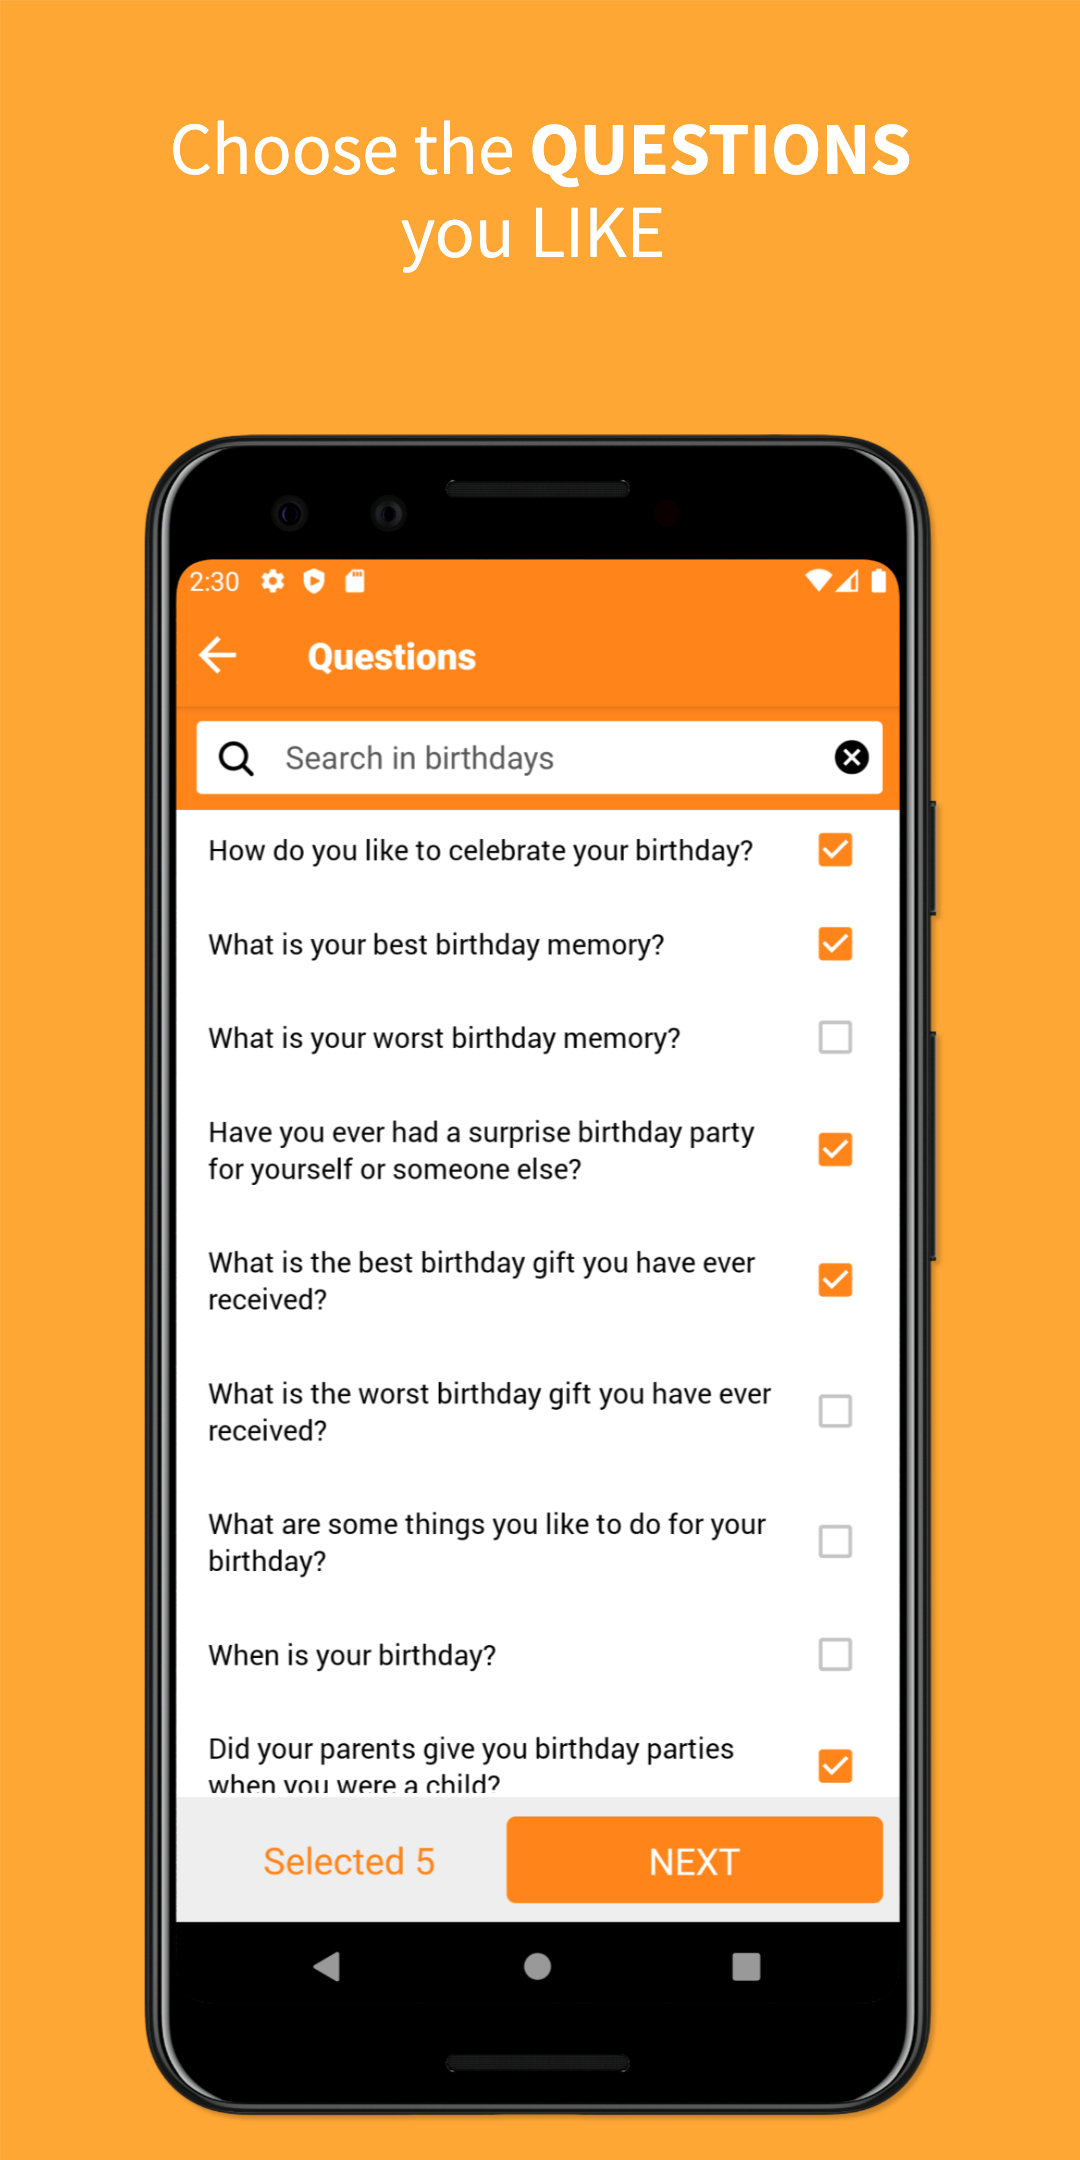 Choose the QUESTIONS
you LIKE
2:30
Questions
Search in birthdays
How do you like to celebrate your birthday?
What is your best birthday memory?
What is your worst birthday memory?
Have you ever had a surprise birthday party
for yourself or someone else?
What is the best birthday gift you have ever
received?
What is the worst birthday gift you have ever
received?
What are some things you like to do for your
birthday?
When is your birthday?
Did your parents give you birthday parties
when you were a child?
Selected 5
NEXT